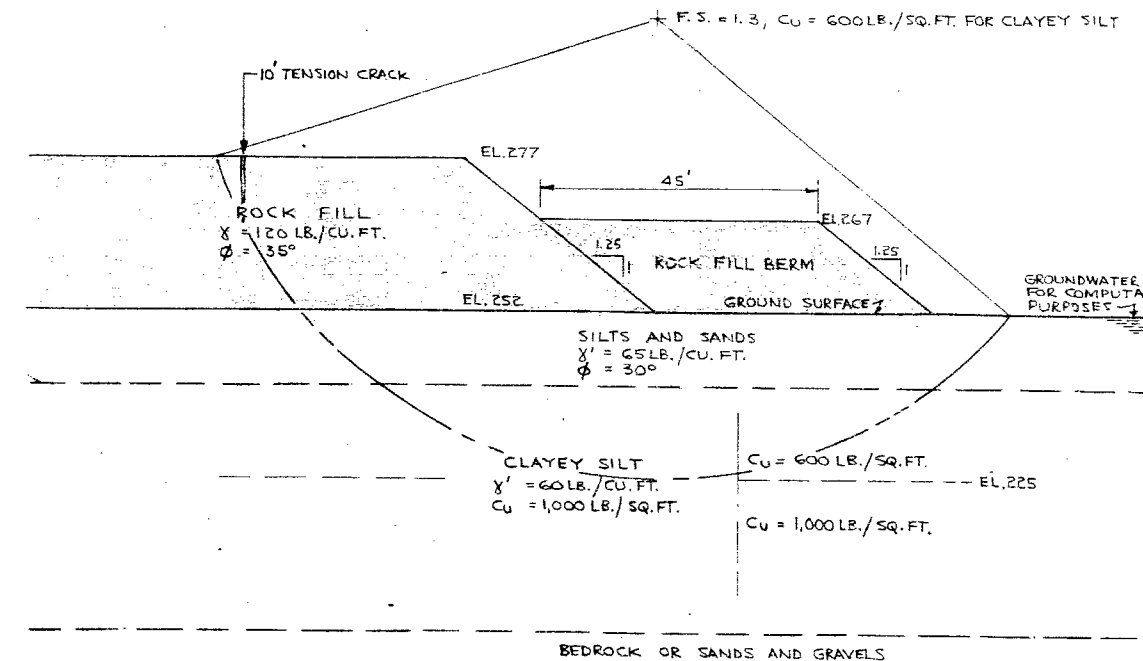 F.S. = 1.3, Cu = 600 LB./SQ.FT. FOR CLAYEY SILT
10' TENSION CRACK
EL.277
45'
EL.267
ROCK FILL
γ = 120 LB./CU.FT.
φ = 35°
1.25
1
ROCK FILL BERM
1.25
1
GROUNDWATER
FOR COMPUTA
PURPOSES
EL.252
GROUND SURFACE
SILTS AND SANDS
γ' = 65 LB./CU.FT.
φ = 30°
CLAYEY SILT
γ' = 60 LB./CU.FT.
Cu = 1,000 LB./SQ.FT.
Cu = 600 LB./SQ.FT.
EL.225
Cu = 1,000 LB./SQ.FT.
BEDROCK OR SANDS AND GRAVELS